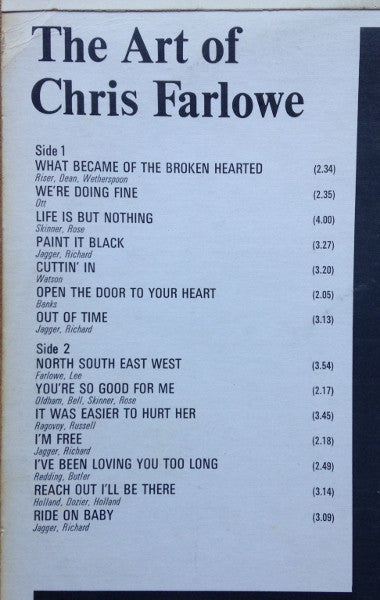 The Art of
Chris Farlowe
Side 1
WHAT BECAME OF THE BROKEN HEARTED (2.34)
Riser, Dean, Wetherspoon
WE'RE DOING FINE (2.35)
Ott
LIFE IS BUT NOTHING (4.00)
Skinner, Rose
PAINT IT BLACK (3.27)
Jagger, Richard
CUTTIN' IN (3.20)
Watson
OPEN THE DOOR TO YOUR HEART (2.05)
Banks
OUT OF TIME (3.13)
Jagger, Richard
Side 2
NORTH SOUTH EAST WEST (3.54)
Farlowe, Lee
YOU'RE SO GOOD FOR ME (2.17)
Oldham, Bell, Skinner, Rose
IT WAS EASIER TO HURT HER (3.45)
Ragovoy, Russell
I'M FREE (2.18)
Jagger, Richard
I'VE BEEN LOVING YOU TOO LONG (2.49)
Redding, Butler
REACH OUT I'LL BE THERE (3.14)
Holland, Dozier, Holland
RIDE ON BABY (3.09)
Jagger, Richard